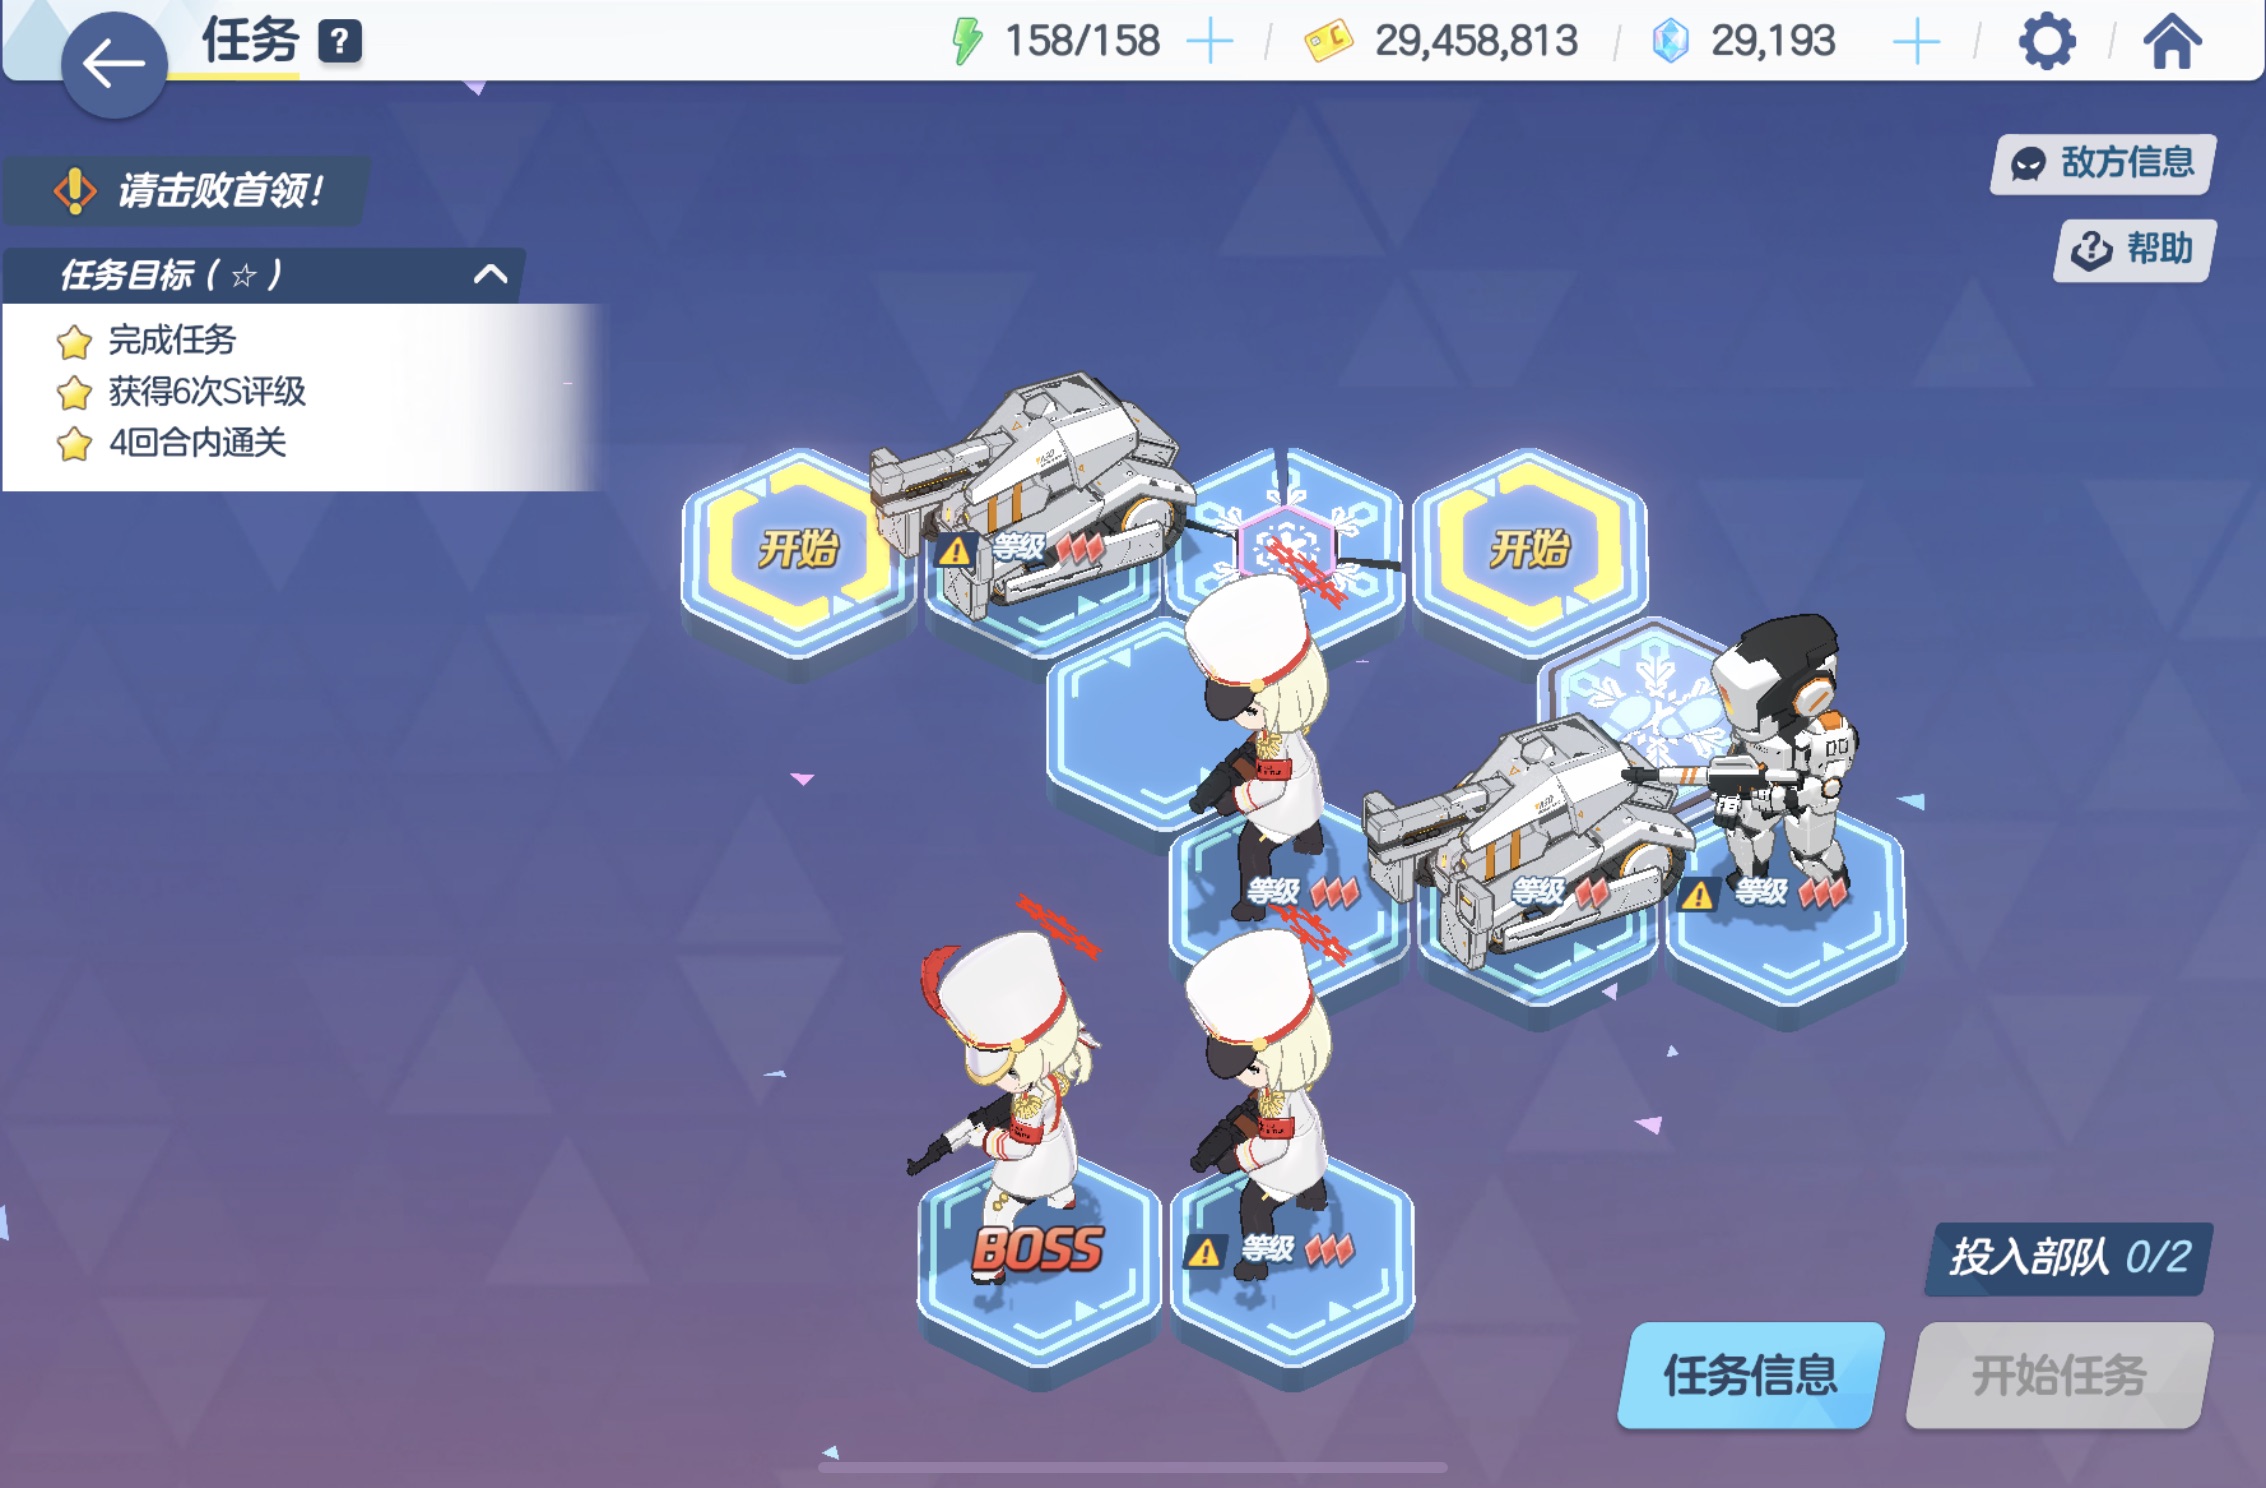 任务 ?
158/158
29,458,813
29,193
敌方信息
请击败首领!
帮助
任务目标(☆)
完成任务
获得6次S评级
4回合内通关
开始
等级
开始
等级
等级
等级
BOSS
等级
投入部队 0/2
任务信息
开始任务